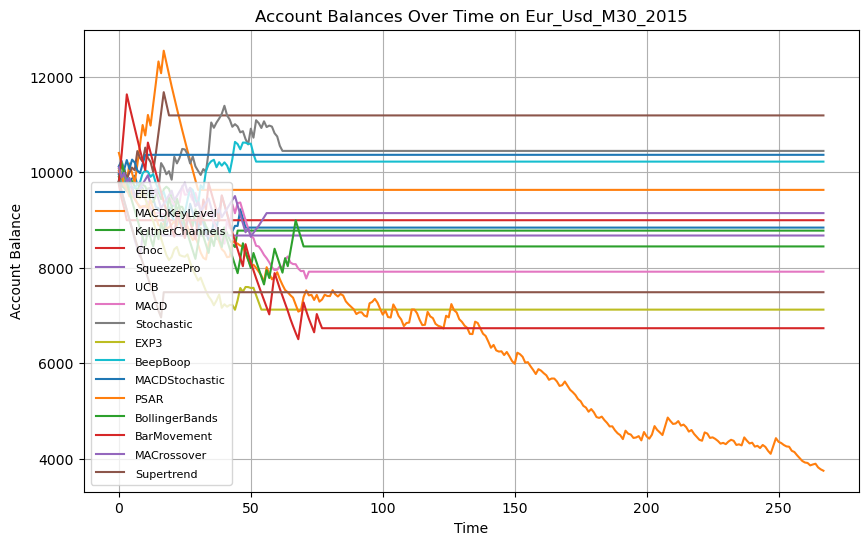 Account Balances Over Time on Eur_Usd_M30_2015
Account Balance
12000
10000
8000
6000
4000
EEE
MACDKeyLevel
KeltnerChannels
Choc
SqueezePro
UCB
MACD
Stochastic
EXP3
BeepBoop
MACDStochastic
PSAR
BollingerBands
BarMovement
MACrossover
Supertrend
0 50 100 150 200 250
Time